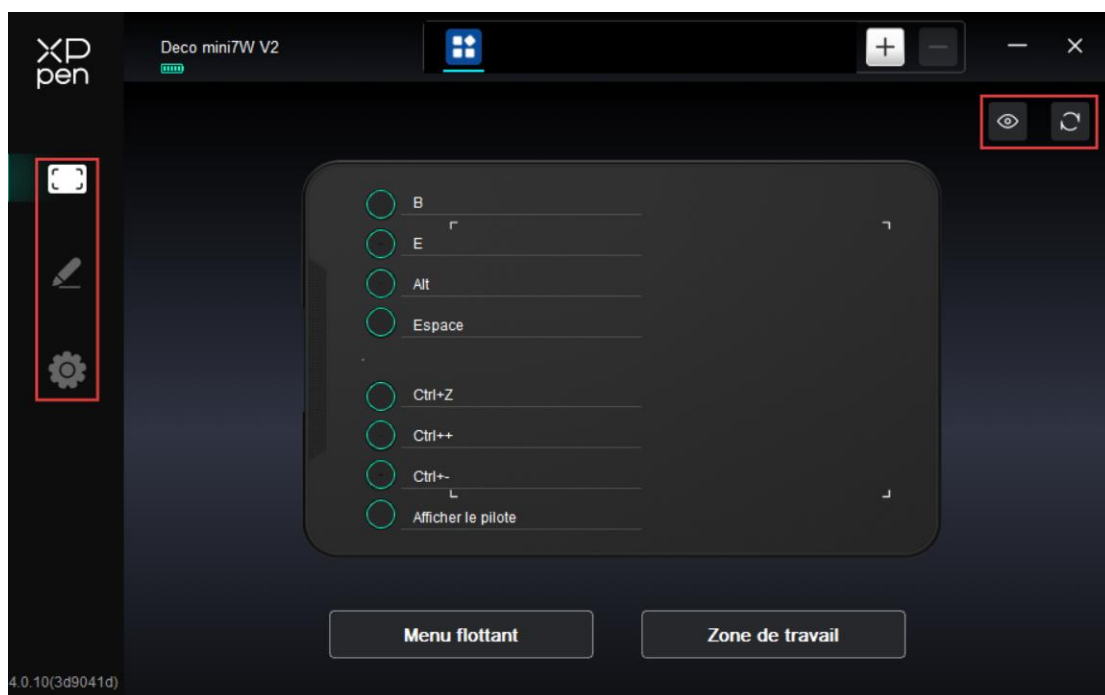 XP
pen
Deco mini7W V2
B
E
Alt
Espace
Ctrl+Z
Ctrl++
Ctrl+-
Afficher le pilote
Menu flottant
Zone de travail
4.0.10(3d9041d)